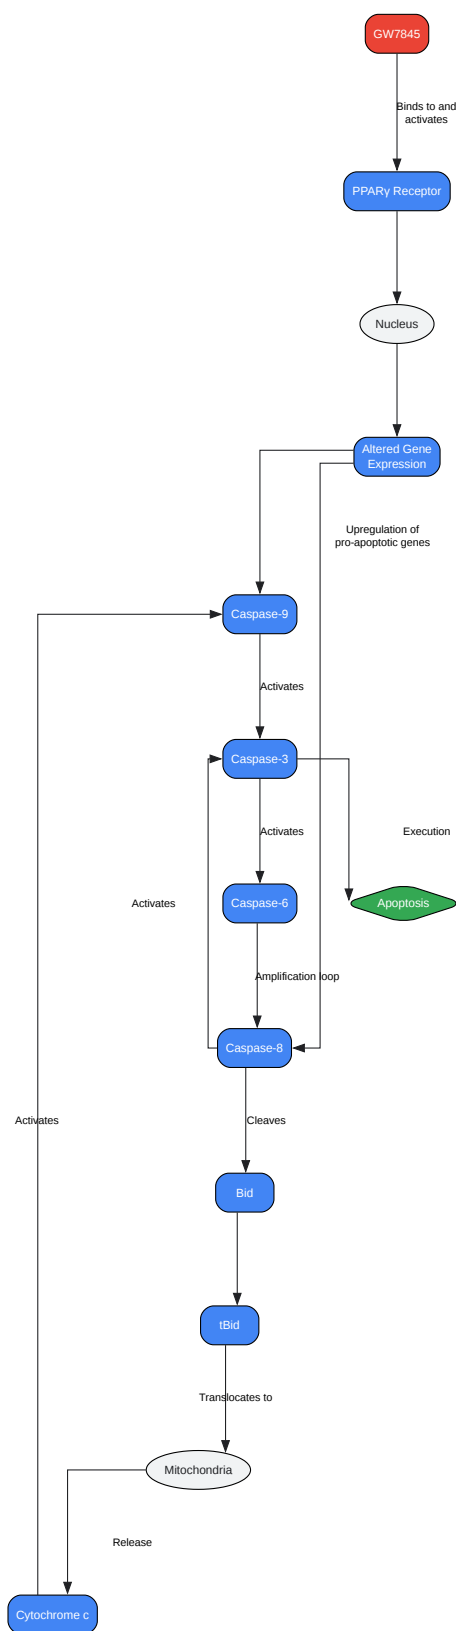 GW7845
Binds to and
activates
PPARγ Receptor
Nucleus
Altered Gene
Expression
Upregulation of
pro-apoptotic genes
Caspase-9
Activates
Caspase-3
Activates
Execution
Activates
Caspase-6
Apoptosis
Amplification loop
Caspase-8
Activates
Cleaves
Bid
tBid
Translocates to
Mitochondria
Release
Cytochrome c